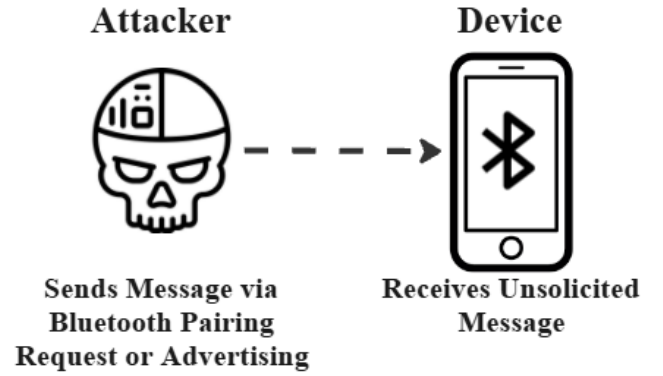 Attacker
Device
Sends Message via
Bluetooth Pairing
Request or Advertising
Receives Unsolicited
Message